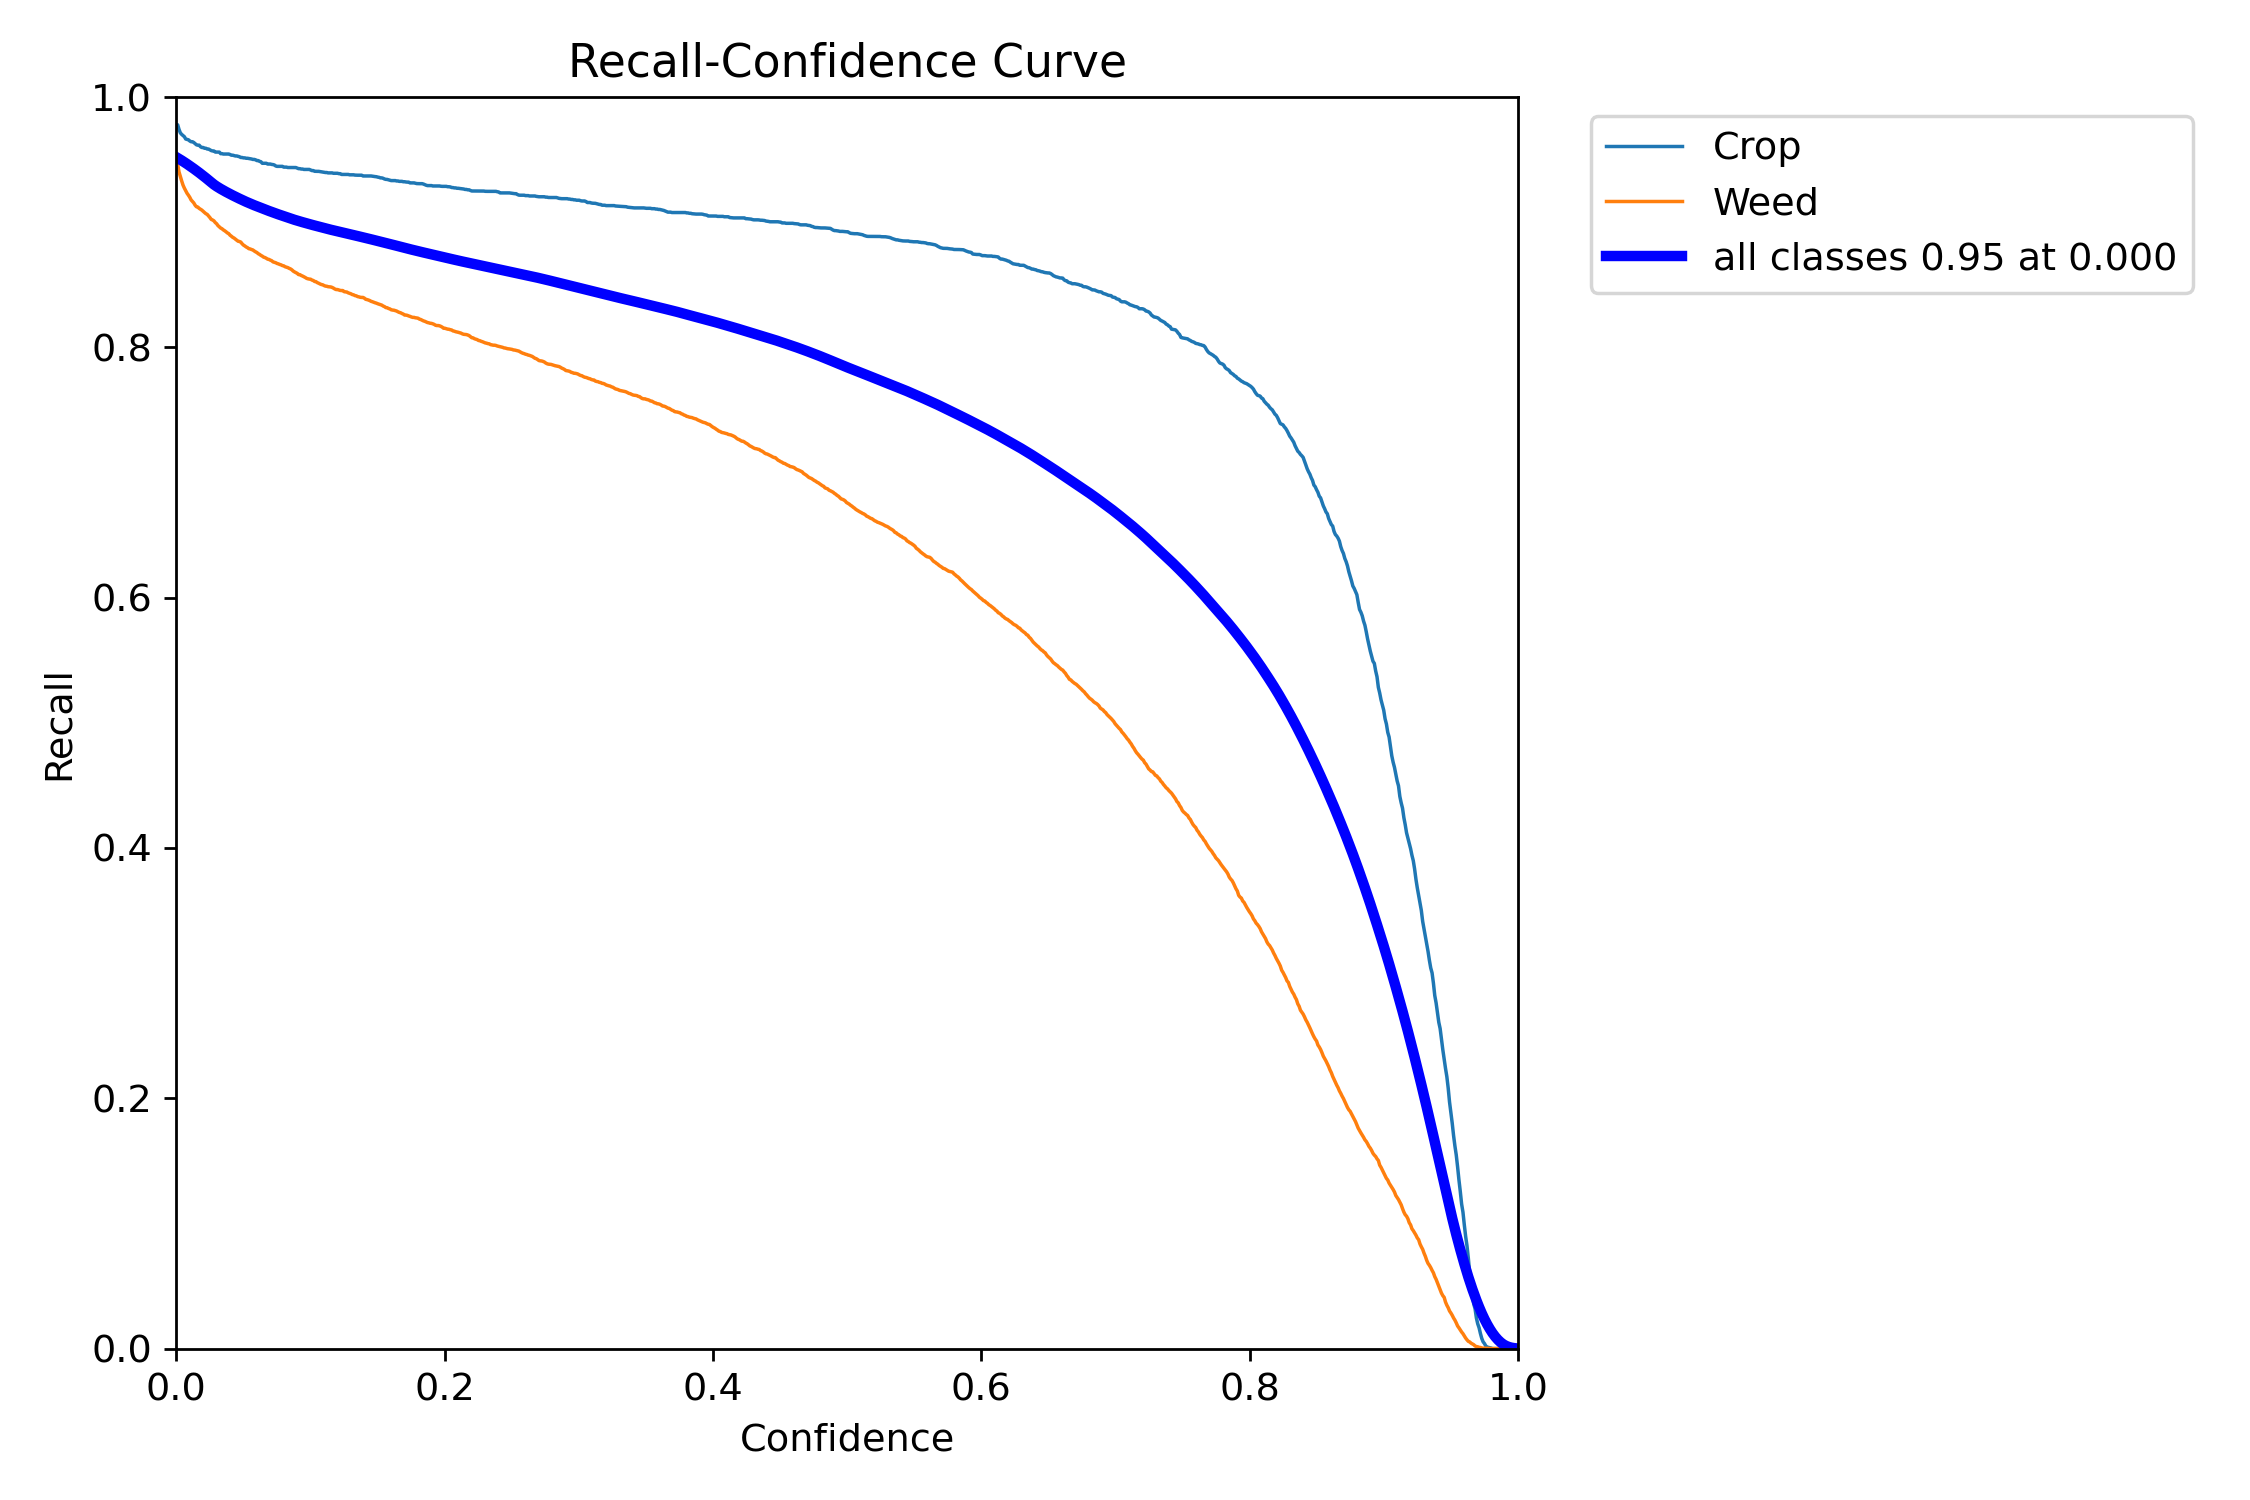 Recall-Confidence Curve
1.0
0.8
0.6
0.4
0.2
0.0
Recall
0.0 0.2 0.4 0.6 0.8 1.0
Confidence
Crop
Weed
all classes 0.95 at 0.000